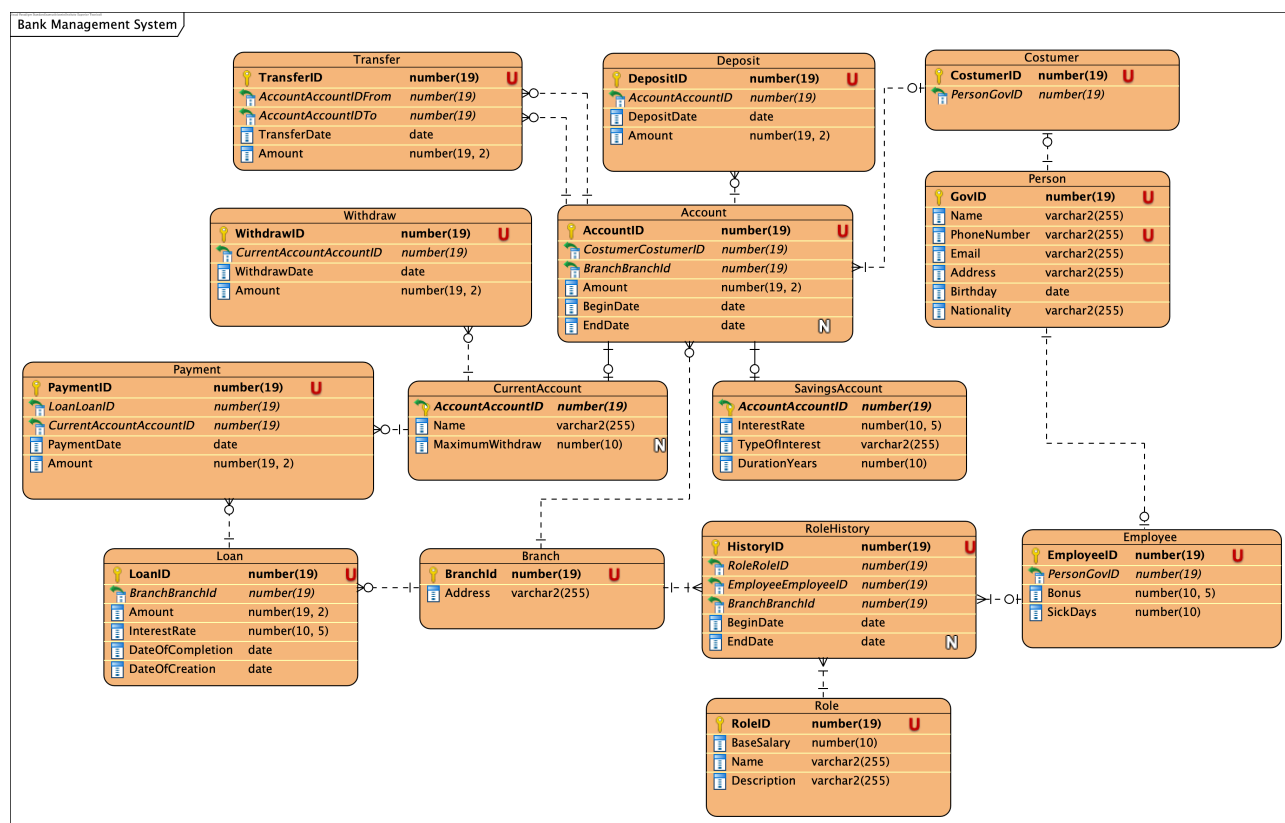 Bank Management System
Transfer
TransferID number(19) U
AccountAccountIDFrom number(19)
AccountAccountIDTo number(19)
TransferDate date
Amount number(19, 2)
Deposit
DepositID number(19) U
AccountAccountID number(19)
DepositDate date
Amount number(19, 2)
Costumer
CostumerID number(19) U
PersonGovID number(19)
Person
GovID number(19) U
Name varchar2(255)
PhoneNumber varchar2(255) U
Email varchar2(255)
Address varchar2(255)
Birthday date
Nationality varchar2(255)
Withdraw
WithdrawID number(19) U
CurrentAccountAccountID number(19)
WithdrawDate date
Amount number(19, 2)
Account
AccountID number(19) U
CostumerCostumerID number(19)
BranchBranchId number(19)
Amount number(19, 2)
BeginDate date
EndDate date N
Payment
PaymentID number(19) U
LoanLoanID number(19)
CurrentAccountAccountID number(19)
PaymentDate date
Amount number(19, 2)
CurrentAccount
AccountAccountID number(19)
Name varchar2(255)
MaximumWithdraw number(10) N
SavingsAccount
AccountAccountID number(19)
InterestRate number(10, 5)
TypeOfInterest varchar2(255)
DurationYears number(10)
Loan
LoanID number(19) U
BranchBranchId number(19)
Amount number(19, 2)
InterestRate number(10, 5)
DateOfCompletion date
DateOfCreation date
Branch
BranchId number(19) U
Address varchar2(255)
RoleHistory
HistoryID number(19) U
RoleRoleID number(19)
EmployeeEmployeeID number(19)
BranchBranchId number(19)
BeginDate date
EndDate date N
Employee
EmployeeID number(19) U
PersonGovID number(19)
Bonus number(10, 5)
SickDays number(10)
Role
RoleID number(19) U
BaseSalary number(10)
Name varchar2(255)
Description varchar2(255)